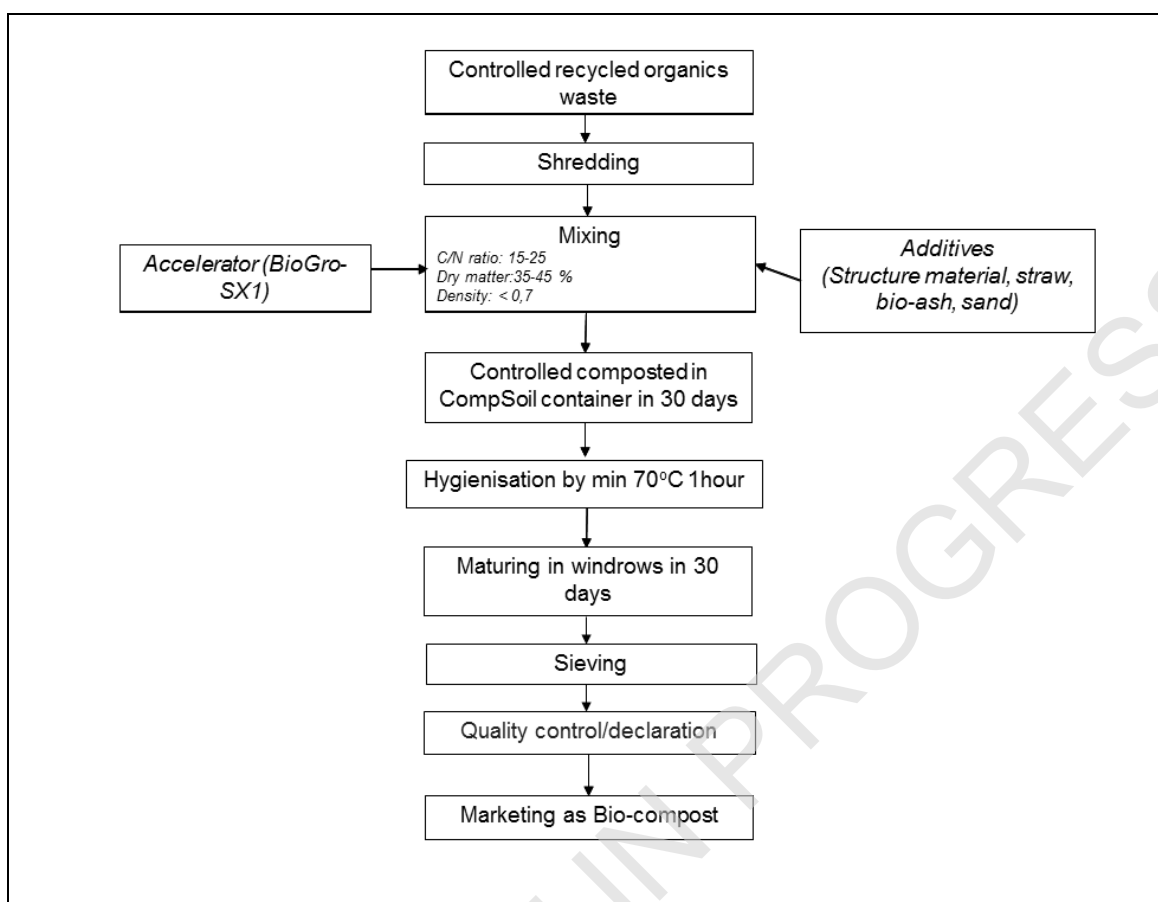 Controlled recycled organics
waste
Shredding
Mixing
C/N ratio: 15-25
Dry matter:35-45 %
Density: < 0,7
Accelerator (BioGro-
SX1)
Additives
(Structure material, straw,
bio-ash, sand)
Controlled composted in
CompSoil container in 30 days
Hygienisation by min 70°C 1hour
Maturing in windrows in 30
days
Sieving
Quality control/declaration
Marketing as Bio-compost
IN PROGRESS